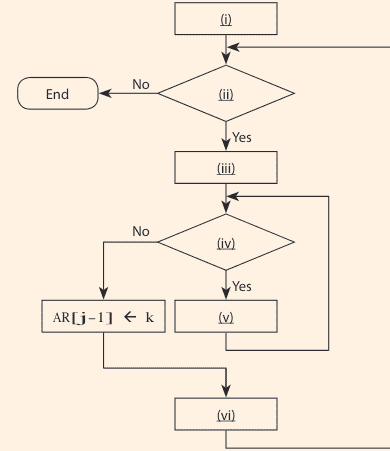 (i)
No
End
(ii)
Yes
(iii)
No
(iv)
Yes
AR[j-1] ← k
(v)
(vi)